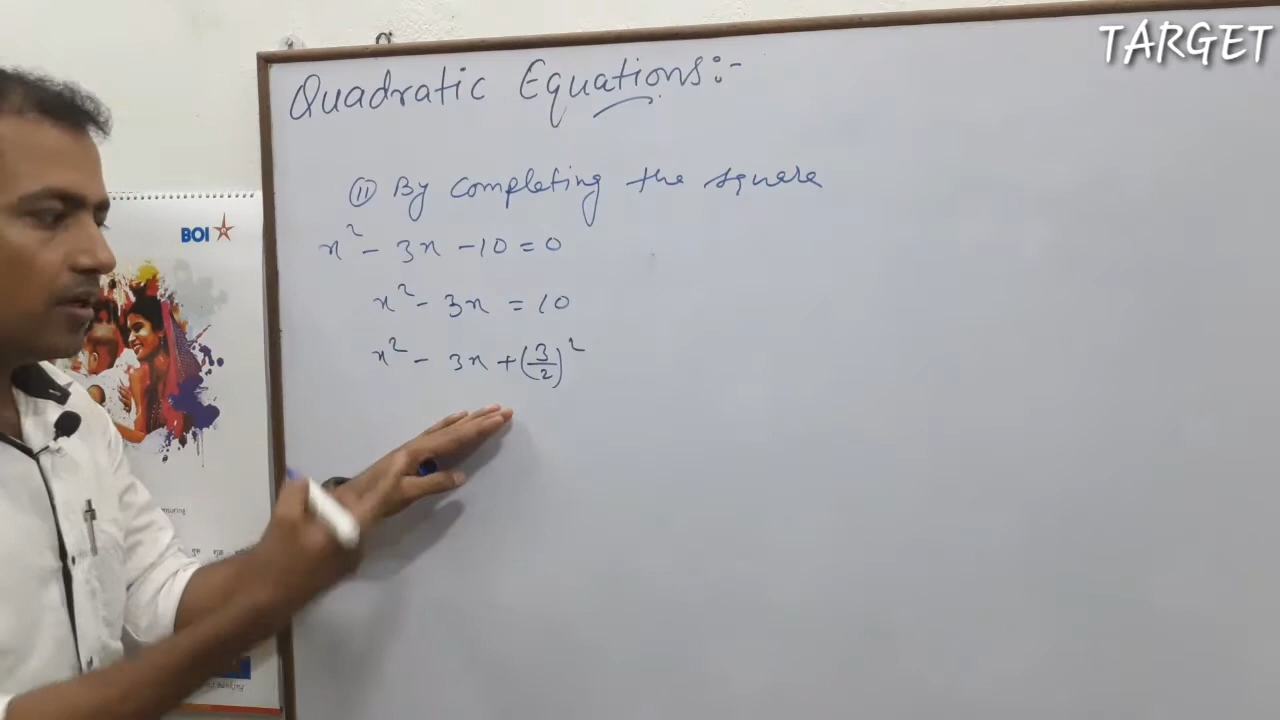 TARGET
Quadratic Equations:-
(ii) By completing the square
x² - 3x - 10 = 0
x² - 3x = 10
x² - 3x + (3/2)²
BOI